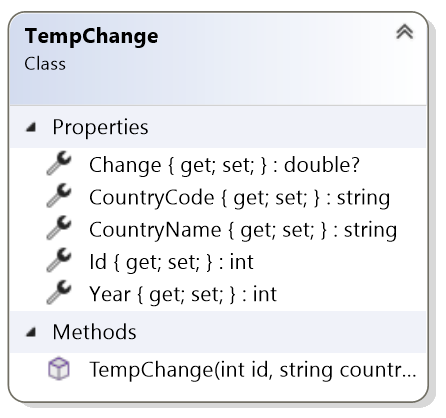 TempChange
Class
Properties
Change { get; set; } : double?
CountryCode { get; set; } : string
CountryName { get; set; } : string
Id { get; set; } : int
Year { get; set; } : int
Methods
TempChange(int id, string countr...